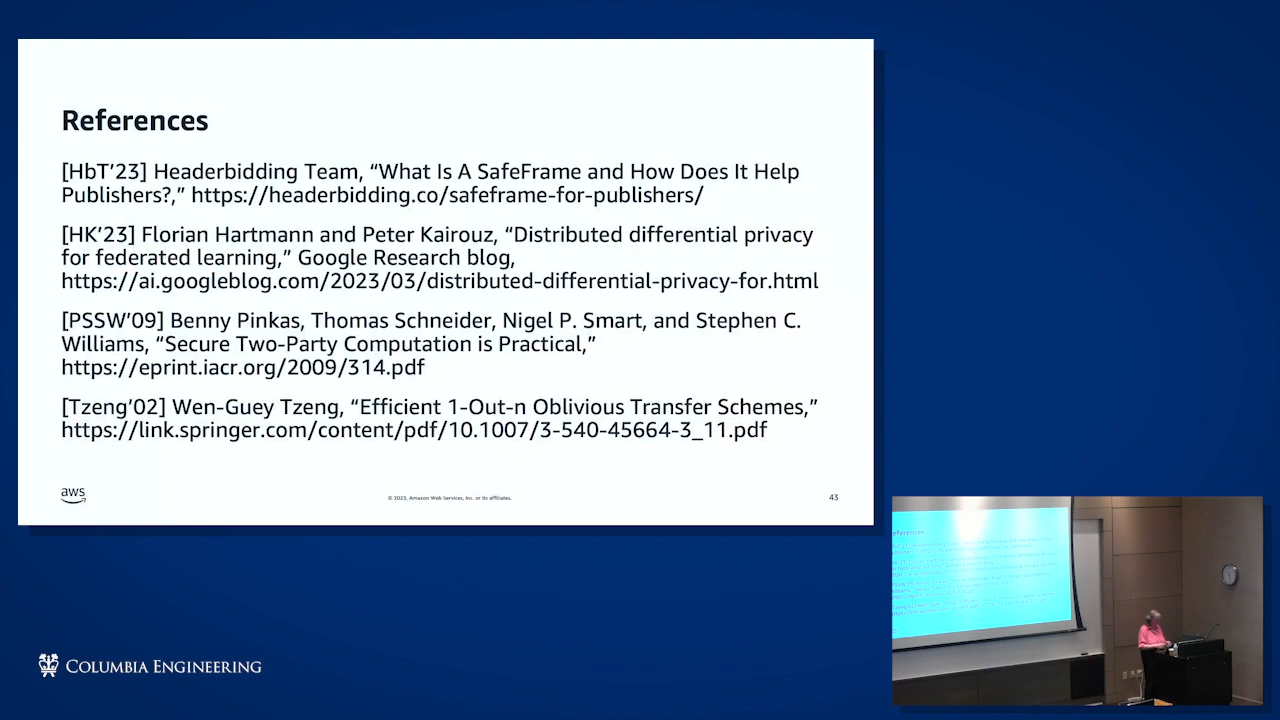 References
[HbT’23] Headerbidding Team, “What Is A SafeFrame and How Does It Help
Publishers?,” https://headerbidding.co/safeframe-for-publishers/
[HK’23] Florian Hartmann and Peter Kairouz, “Distributed differential privacy
for federated learning,” Google Research blog,
https://ai.googleblog.com/2023/03/distributed-differential-privacy-for.html
[PSSW’09] Benny Pinkas, Thomas Schneider, Nigel P. Smart, and Stephen C.
Williams, “Secure Two-Party Computation is Practical,”
https://eprint.iacr.org/2009/314.pdf
[Tzeng’02] Wen-Guey Tzeng, “Efficient 1-Out-n Oblivious Transfer Schemes,”
https://link.springer.com/content/pdf/10.1007/3-540-45664-3_11.pdf
aws
© 2023, Amazon Web Services, Inc. or its affiliates.
43
COLUMBIA ENGINEERING